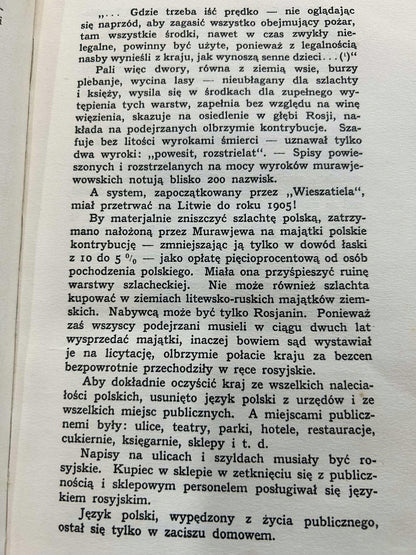 „... Gdzie trzeba iść prędko — nie oglądając
się naprzód, aby zagasić wszystko obejmujący pożar,
tam wszystkie środki, nawet w czas zwykły nie-
legalne, powinny być użyte, ponieważ z legalnością
nasby wynieśli z kraju, jak wynoszą senne dzieci...(¹)"
Pali więc dwory, równa z ziemią wsie, burzy
plebanje, wycina lasy — nieubłagany dla szlachty
i księży, wysila się w środkach dla zupełnego wy-
tępienia tych warstw, zapełnia bez względu na winę
więzienia, skazuje na osiedlenie w głębi Rosji, na-
kłada na podejrzanych olbrzymie kontrybucje. Sza-
fuje bez litości wyrokami śmierci — uznawał tylko
dwa wyroki: „powesit, rozstrielat". — Spisy powie-
szonych i rozstrzelanych na mocy wyroków murawje-
wowskich notują blisko 200 nazwisk.
A system, zapoczątkowany przez „Wieszatiela",
miał przetrwać na Litwie do roku 1905!
By materjalnie zniszczyć szlachtę polską, zatrzy-
mano nałożoną przez Murawjewa na majątki polskie
kontrybucję — zmniejszając ją tylko w dowód łaski
z 10 do 5 % — jako opłatę pięcioprocentową od osób
pochodzenia polskiego. Miała ona przyśpieszyć ruinę
warstwy szlacheckiej. Nie może również szlachta
kupować w ziemiach litewsko-ruskich majątków ziem-
skich. Nabywcą może być tylko Rosjanin. Ponieważ
zaś wszyscy podejrzani musieli w ciągu dwuch lat
wysprzedać majątki, inaczej bowiem sąd wystawiał
je na licytację, olbrzymie połacie kraju za bezcen
bezpowrotnie przechodziły w ręce rosyjskie.
Aby dokładnie oczyścić kraj ze wszelkich nalecia-
łości polskich, usunięto język polski z urzędów i ze
wszelkich miejsc publicznych. A miejscami publicz-
nemi były: ulice, teatry, parki, hotele, restauracje,
cukiernie, księgarnie, sklepy i t. d.
Napisy na ulicach i szyldach musiały być ro-
syjskie. Kupiec w sklepie w zetknięciu się z publicz-
nością i sklepowym personelem posługiwał się języ-
kiem rosyjskim.
Język polski, wypędzony z życia publicznego,
ostał się tylko w zaciszu domowem.